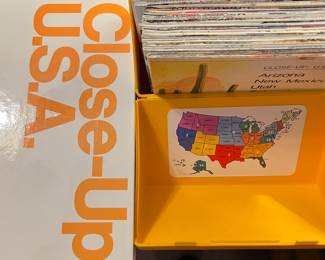 Close-Up
U.S.A.
CLOSE-UP: U.S.
Arizona
New Mexico
Utah